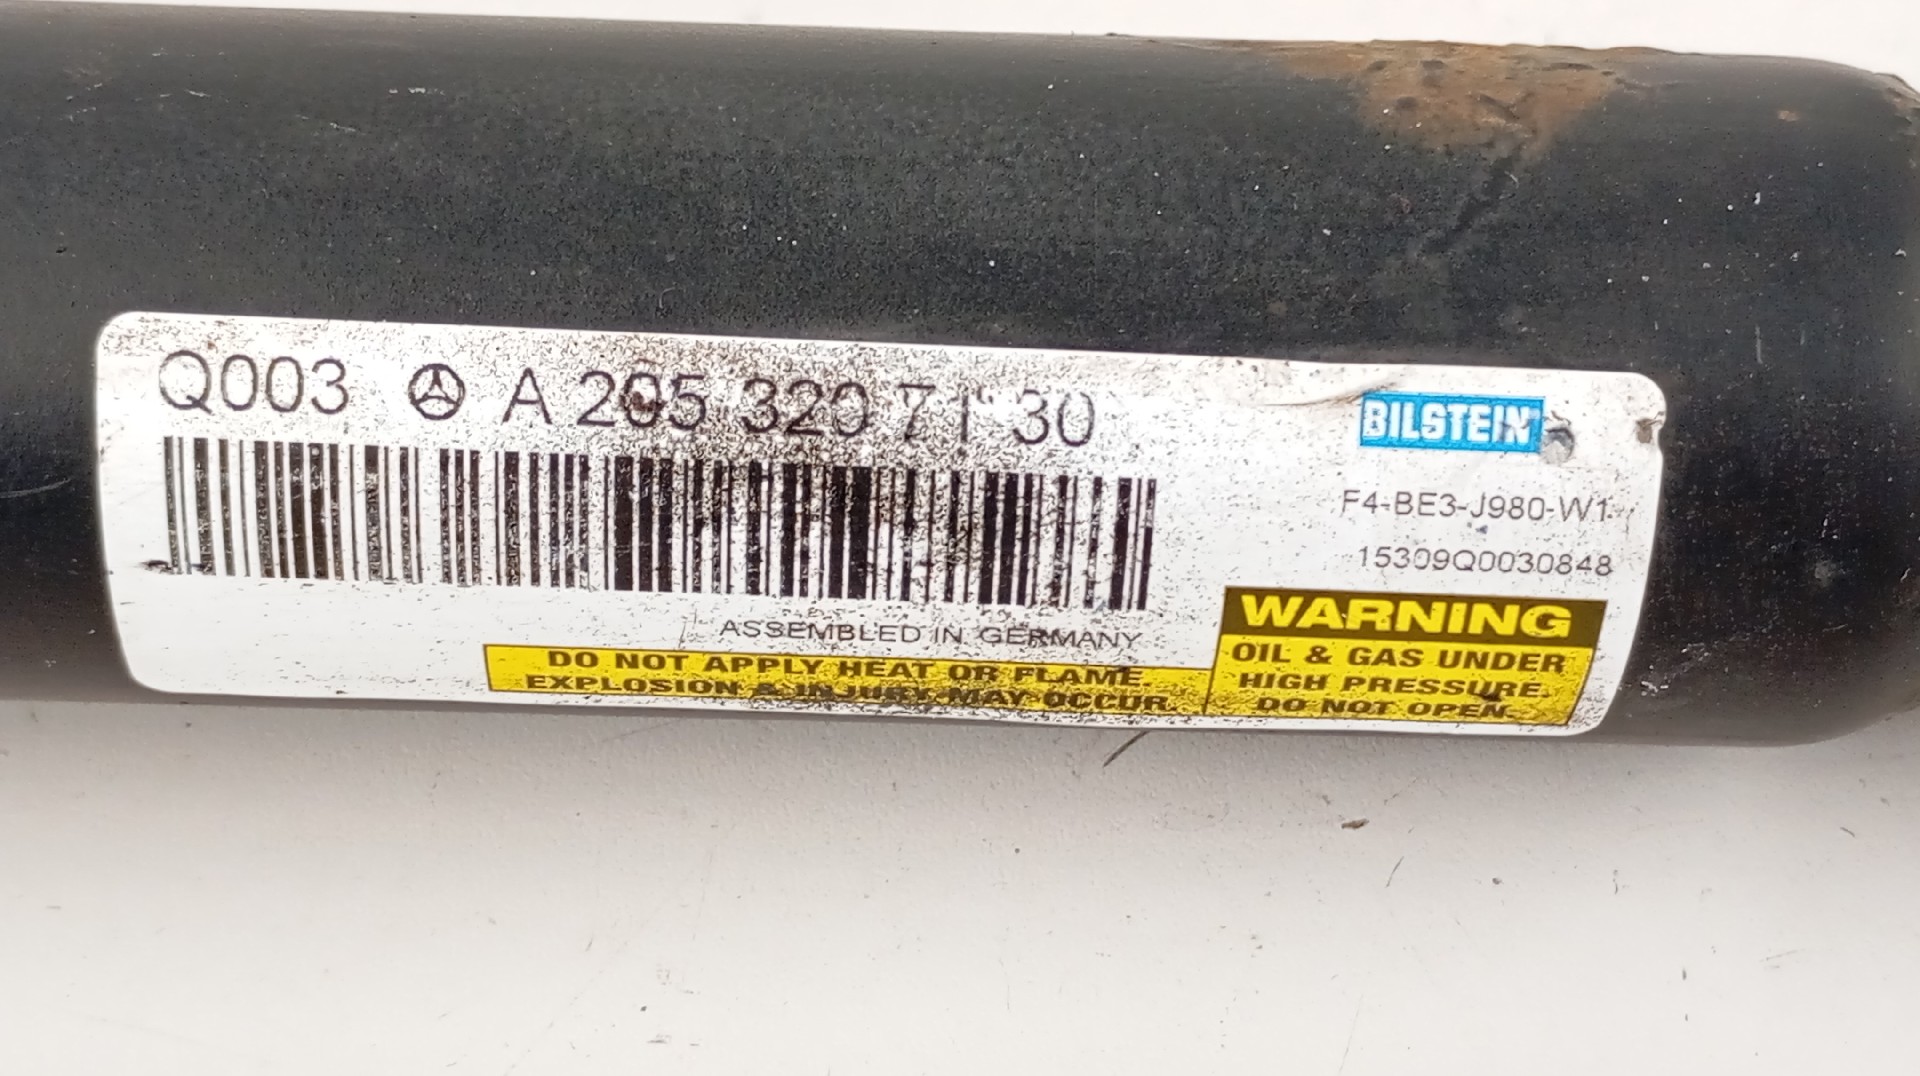 Q003 A 205 320 71 30
BILSTEIN
F4-BE3-J980-W1
15309Q0030848
ASSEMBLED IN GERMANY
DO NOT APPLY HEAT OR FLAME.
EXPLOSION & INJURY MAY OCCUR.
WARNING
OIL & GAS UNDER
HIGH PRESSURE.
DO NOT OPEN.